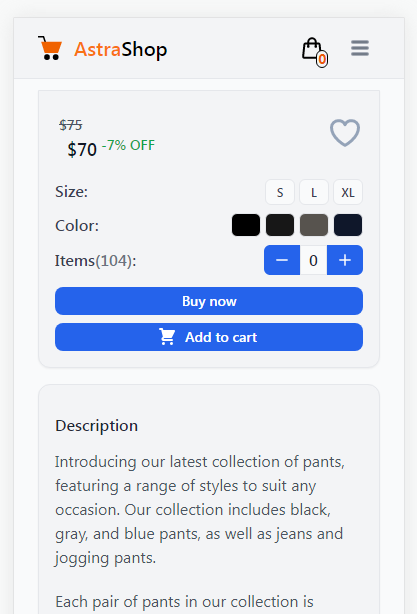 AstraShop
0
$75
$70 -7% OFF
Size:
S
L
XL
Color:
Items(104):
0
Buy now
Add to cart
Description
Introducing our latest collection of pants,
featuring a range of styles to suit any
occasion. Our collection includes black,
gray, and blue pants, as well as jeans and
jogging pants.
Each pair of pants in our collection is